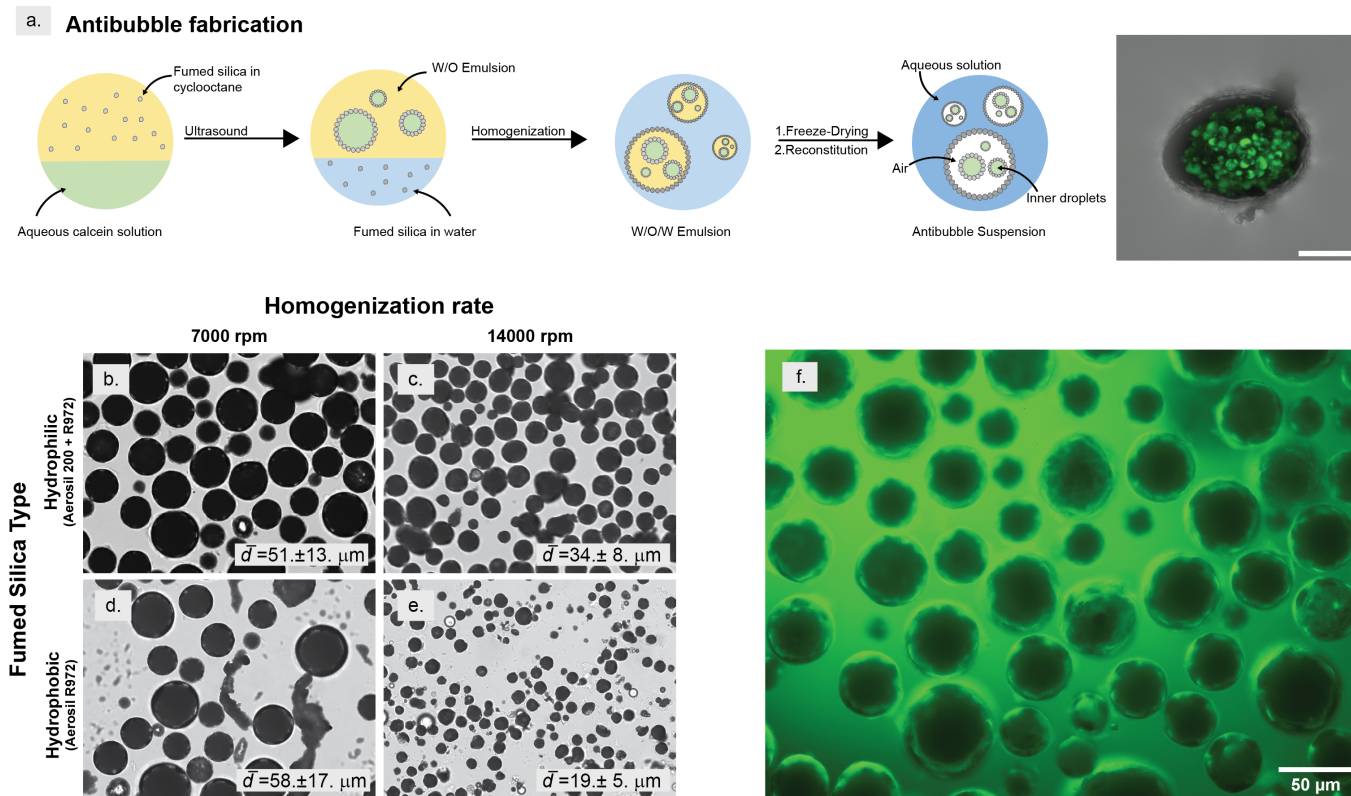 a. Antibubble fabrication
Fumed silica in
cyclooctane
Ultrasound
Aqueous calcein solution
W/O Emulsion
Homogenization
Fumed silica in water
W/O/W Emulsion
1.Freeze-Drying
2.Reconstitution
Aqueous solution
Air
Inner droplets
Antibubble Suspension
Homogenization rate
7000 rpm
14000 rpm
Fumed Silica Type
Hydrophilic
(Aerosil 200 + R972)
b.
d̅=51.±13. μm
c.
d̅=34.± 8. μm
Hydrophobic
(Aerosil R972)
d.
d̅=58.±17. μm
e.
d̅=19.± 5. μm
f.
50 μm